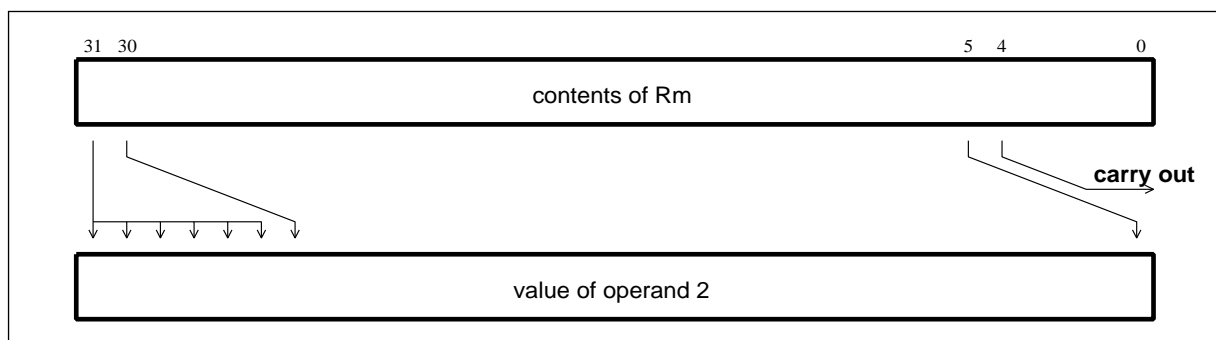 31 30 5 4 0
contents of Rm
carry out
value of operand 2